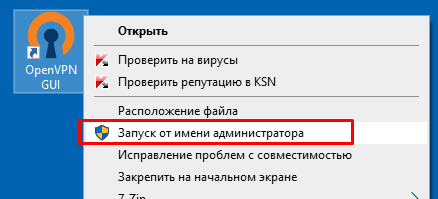 OpenVPN
GUI
Открыть
Проверить на вирусы
Проверить репутацию в KSN
Расположение файла
Запуск от имени администратора
Исправление проблем с совместимостью
Закрепить на начальном экране
7-Zip